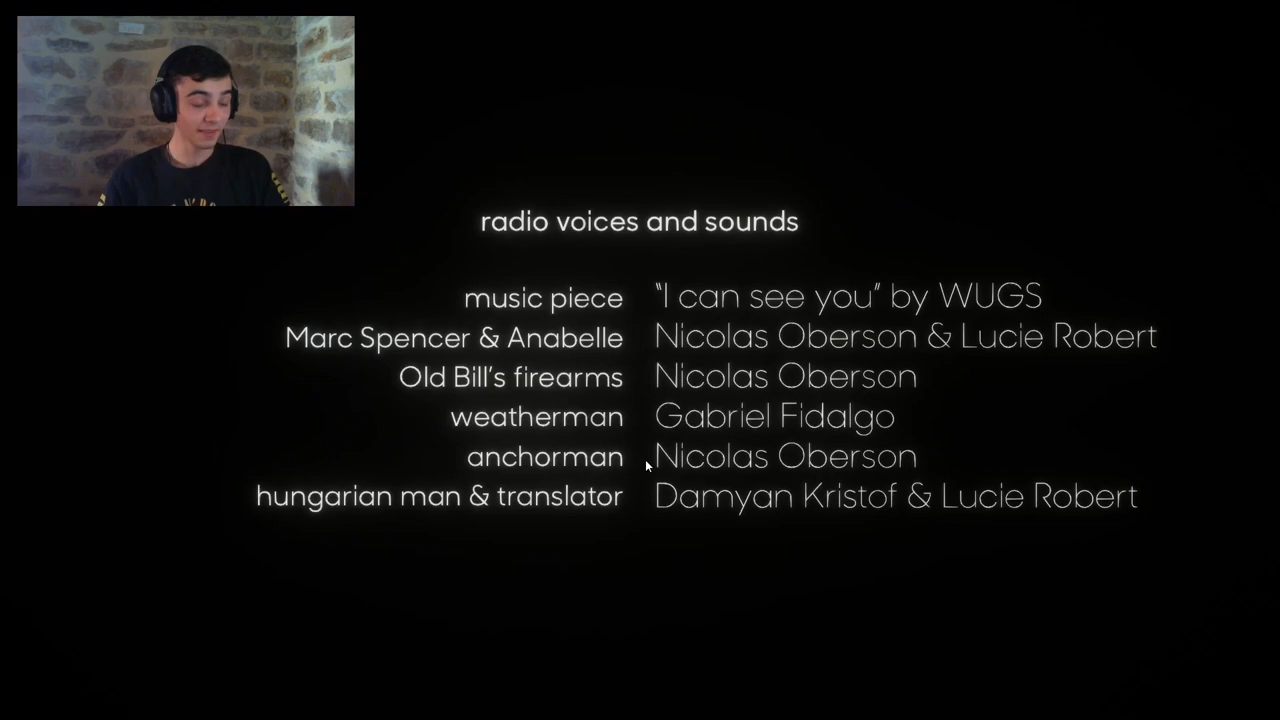 radio voices and sounds
music piece "I can see you" by WUGS
Marc Spencer & Anabelle Nicolas Oberson & Lucie Robert
Old Bill's firearms Nicolas Oberson
weatherman Gabriel Fidalgo
anchorman Nicolas Oberson
hungarian man & translator Damyan Kristof & Lucie Robert